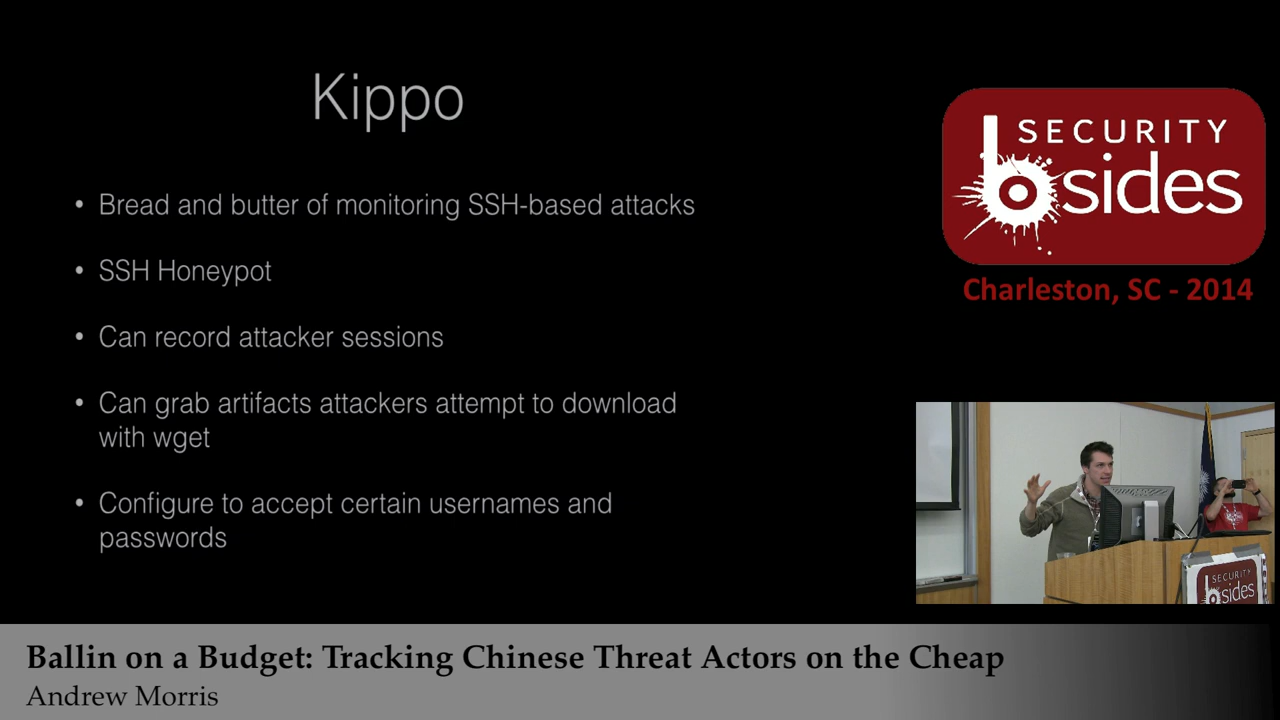 Kippo
• Bread and butter of monitoring SSH-based attacks
• SSH Honeypot
• Can record attacker sessions
• Can grab artifacts attackers attempt to download
with wget
• Configure to accept certain usernames and
passwords
SECURITY
bsides
Charleston, SC - 2014
SECURITY
bsides
Ballin on a Budget: Tracking Chinese Threat Actors on the Cheap
Andrew Morris